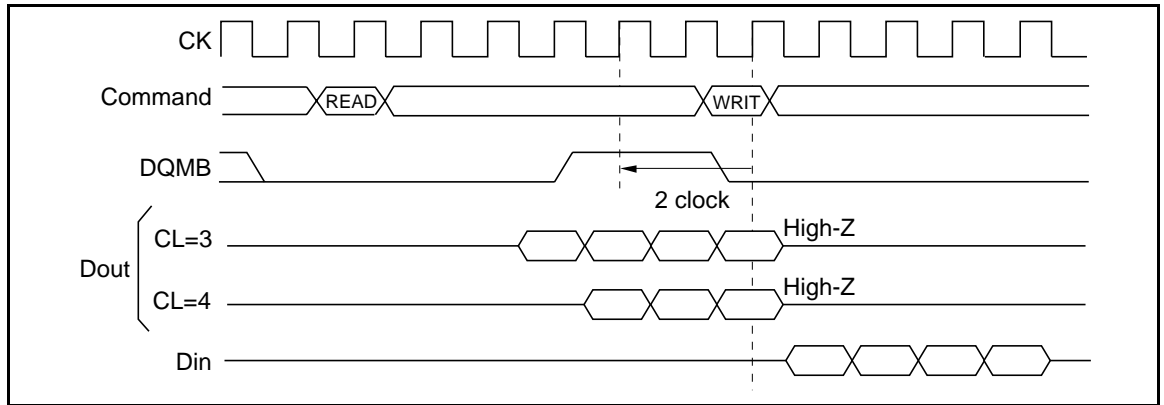 CK
Command
READ
WRIT
DQMB
2 clock
CL=3
High-Z
Dout
CL=4
High-Z
Din